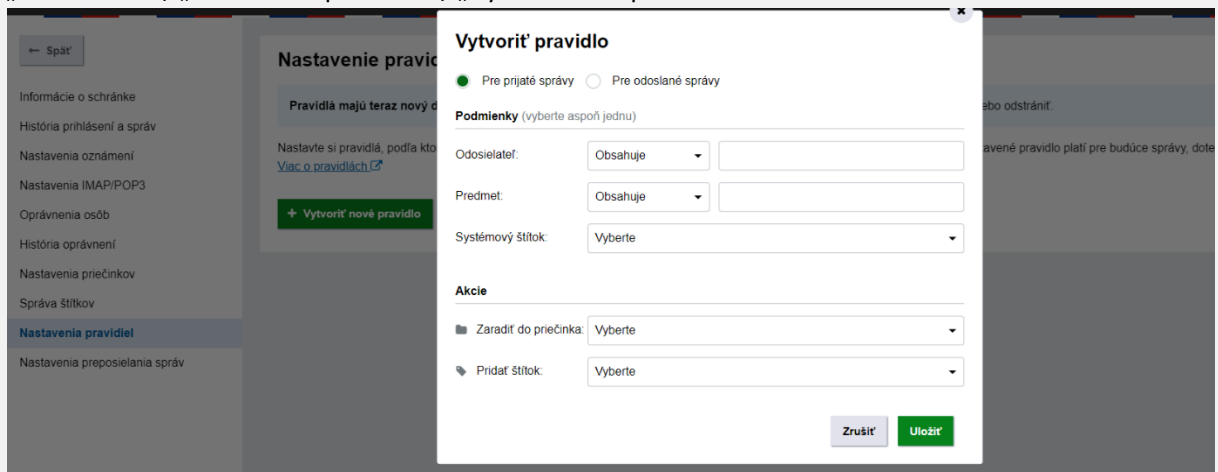 ← Späť
Informácie o schránke
História prihlásení a správ
Nastavenia oznámení
Nastavenia IMAP/POP3
Oprávnenia osôb
História oprávnení
Nastavenia priečinkov
Správa štítkov
Nastavenia pravidiel
Nastavenia preposielania správ
Nastavenie pravid
Pravidlá majú teraz nový d
ebo odstrániť.
Nastavte si pravidlá, podľa kto
avené pravidlo platí pre budúce správy, dote
Viac o pravidlách
+ Vytvoriť nové pravidlo
Vytvoriť pravidlo
Pre prijaté správy Pre odoslané správy
Podmienky (vyberte aspoň jednu)
Odosielateľ: Obsahuje
Predmet: Obsahuje
Systémový štítok: Vyberte
Akcie
Zaradiť do priečinka: Vyberte
Pridať štítok: Vyberte
Zrušiť Uložiť